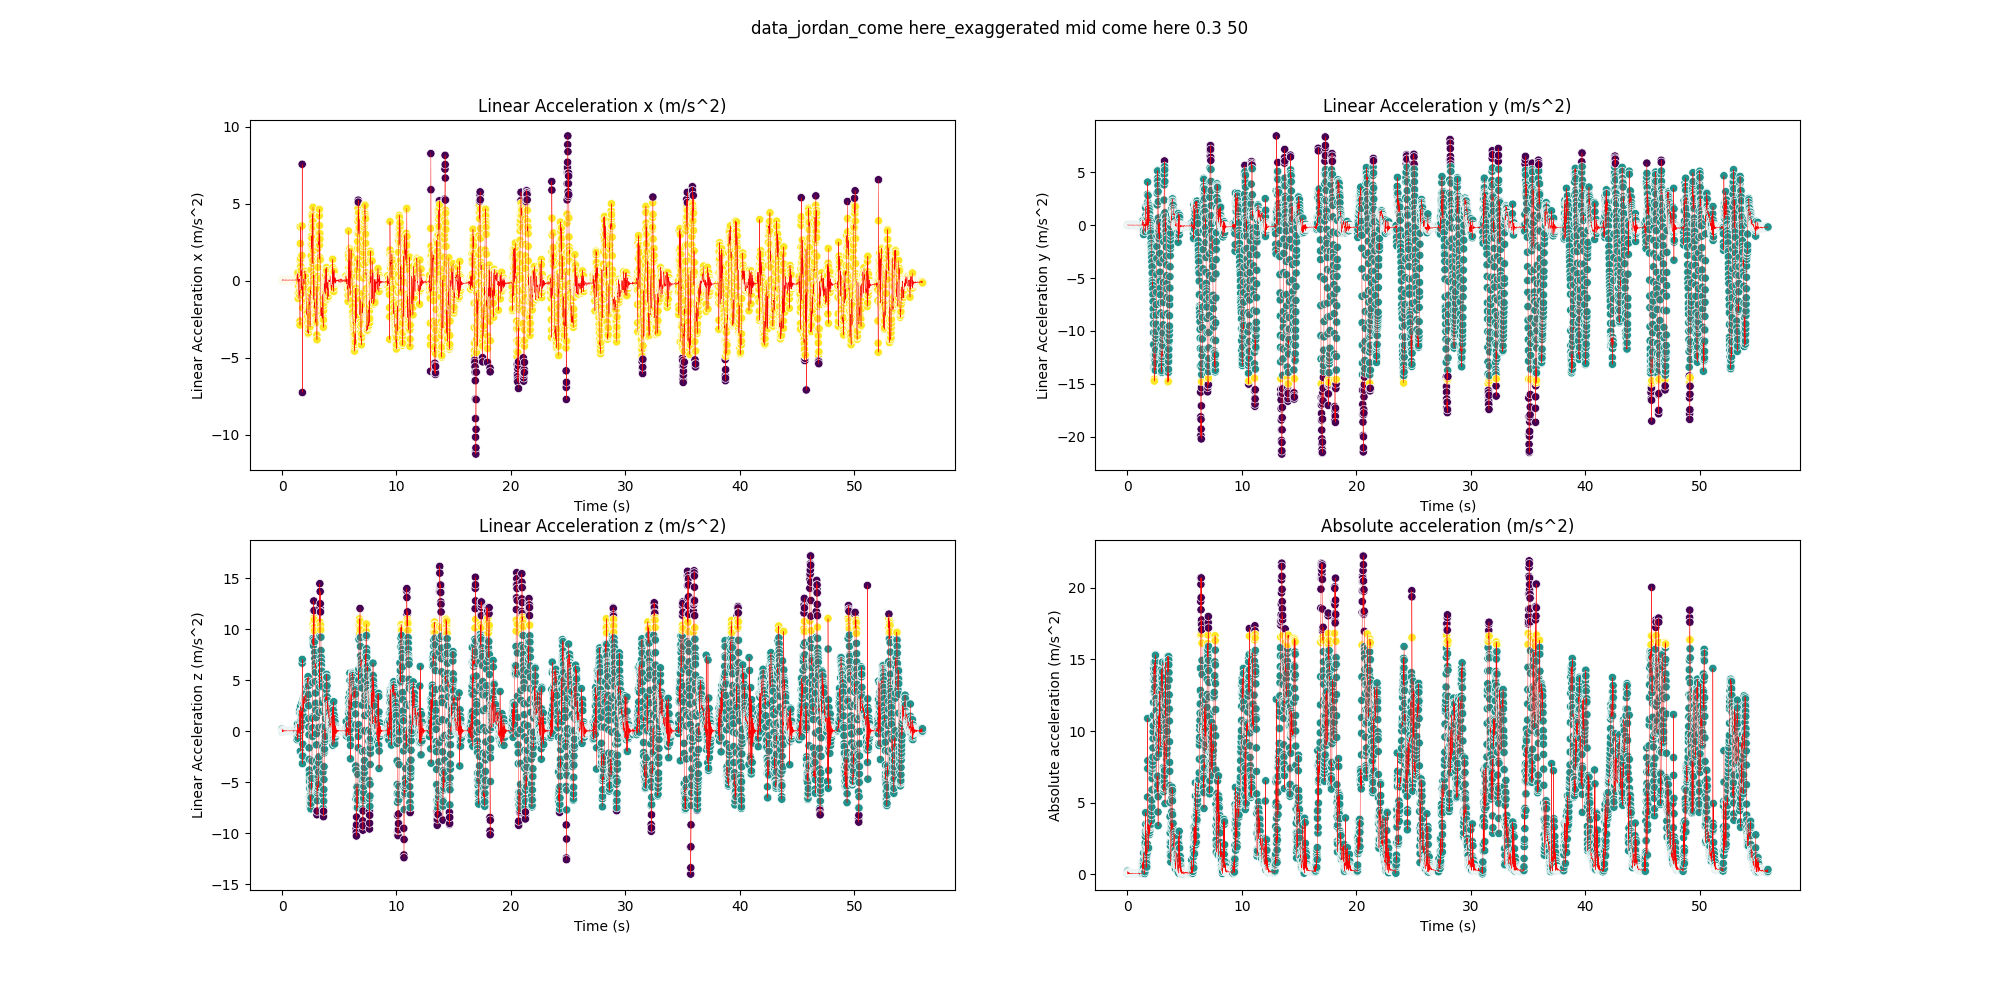 data_jordan_come here_exaggerated mid come here 0.3 50
Linear Acceleration x (m/s^2)
Linear Acceleration x (m/s^2)
10
5
0
−5
−10
0 10 20 30 40 50
Time (s)
Linear Acceleration y (m/s^2)
Linear Acceleration y (m/s^2)
5
0
−5
−10
−15
−20
0 10 20 30 40 50
Time (s)
Linear Acceleration z (m/s^2)
Linear Acceleration z (m/s^2)
15
10
5
0
−5
−10
−15
0 10 20 30 40 50
Time (s)
Absolute acceleration (m/s^2)
Absolute acceleration (m/s^2)
20
15
10
5
0
0 10 20 30 40 50
Time (s)